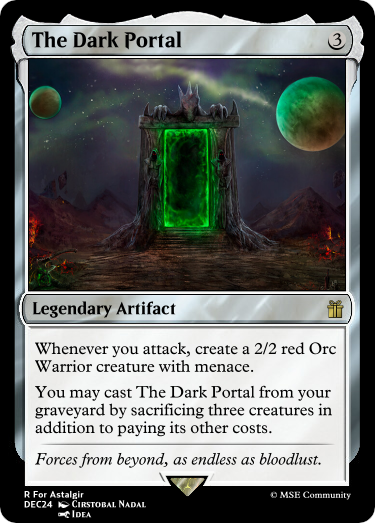 The Dark Portal 3
Legendary Artifact
Whenever you attack, create a 2/2 red Orc
Warrior creature with menace.
You may cast The Dark Portal from your
graveyard by sacrificing three creatures in
addition to paying its other costs.
Forces from beyond, as endless as bloodlust.
R For Astalgir
DEC24 Cirstobal Nadal
Idea
© MSE Community